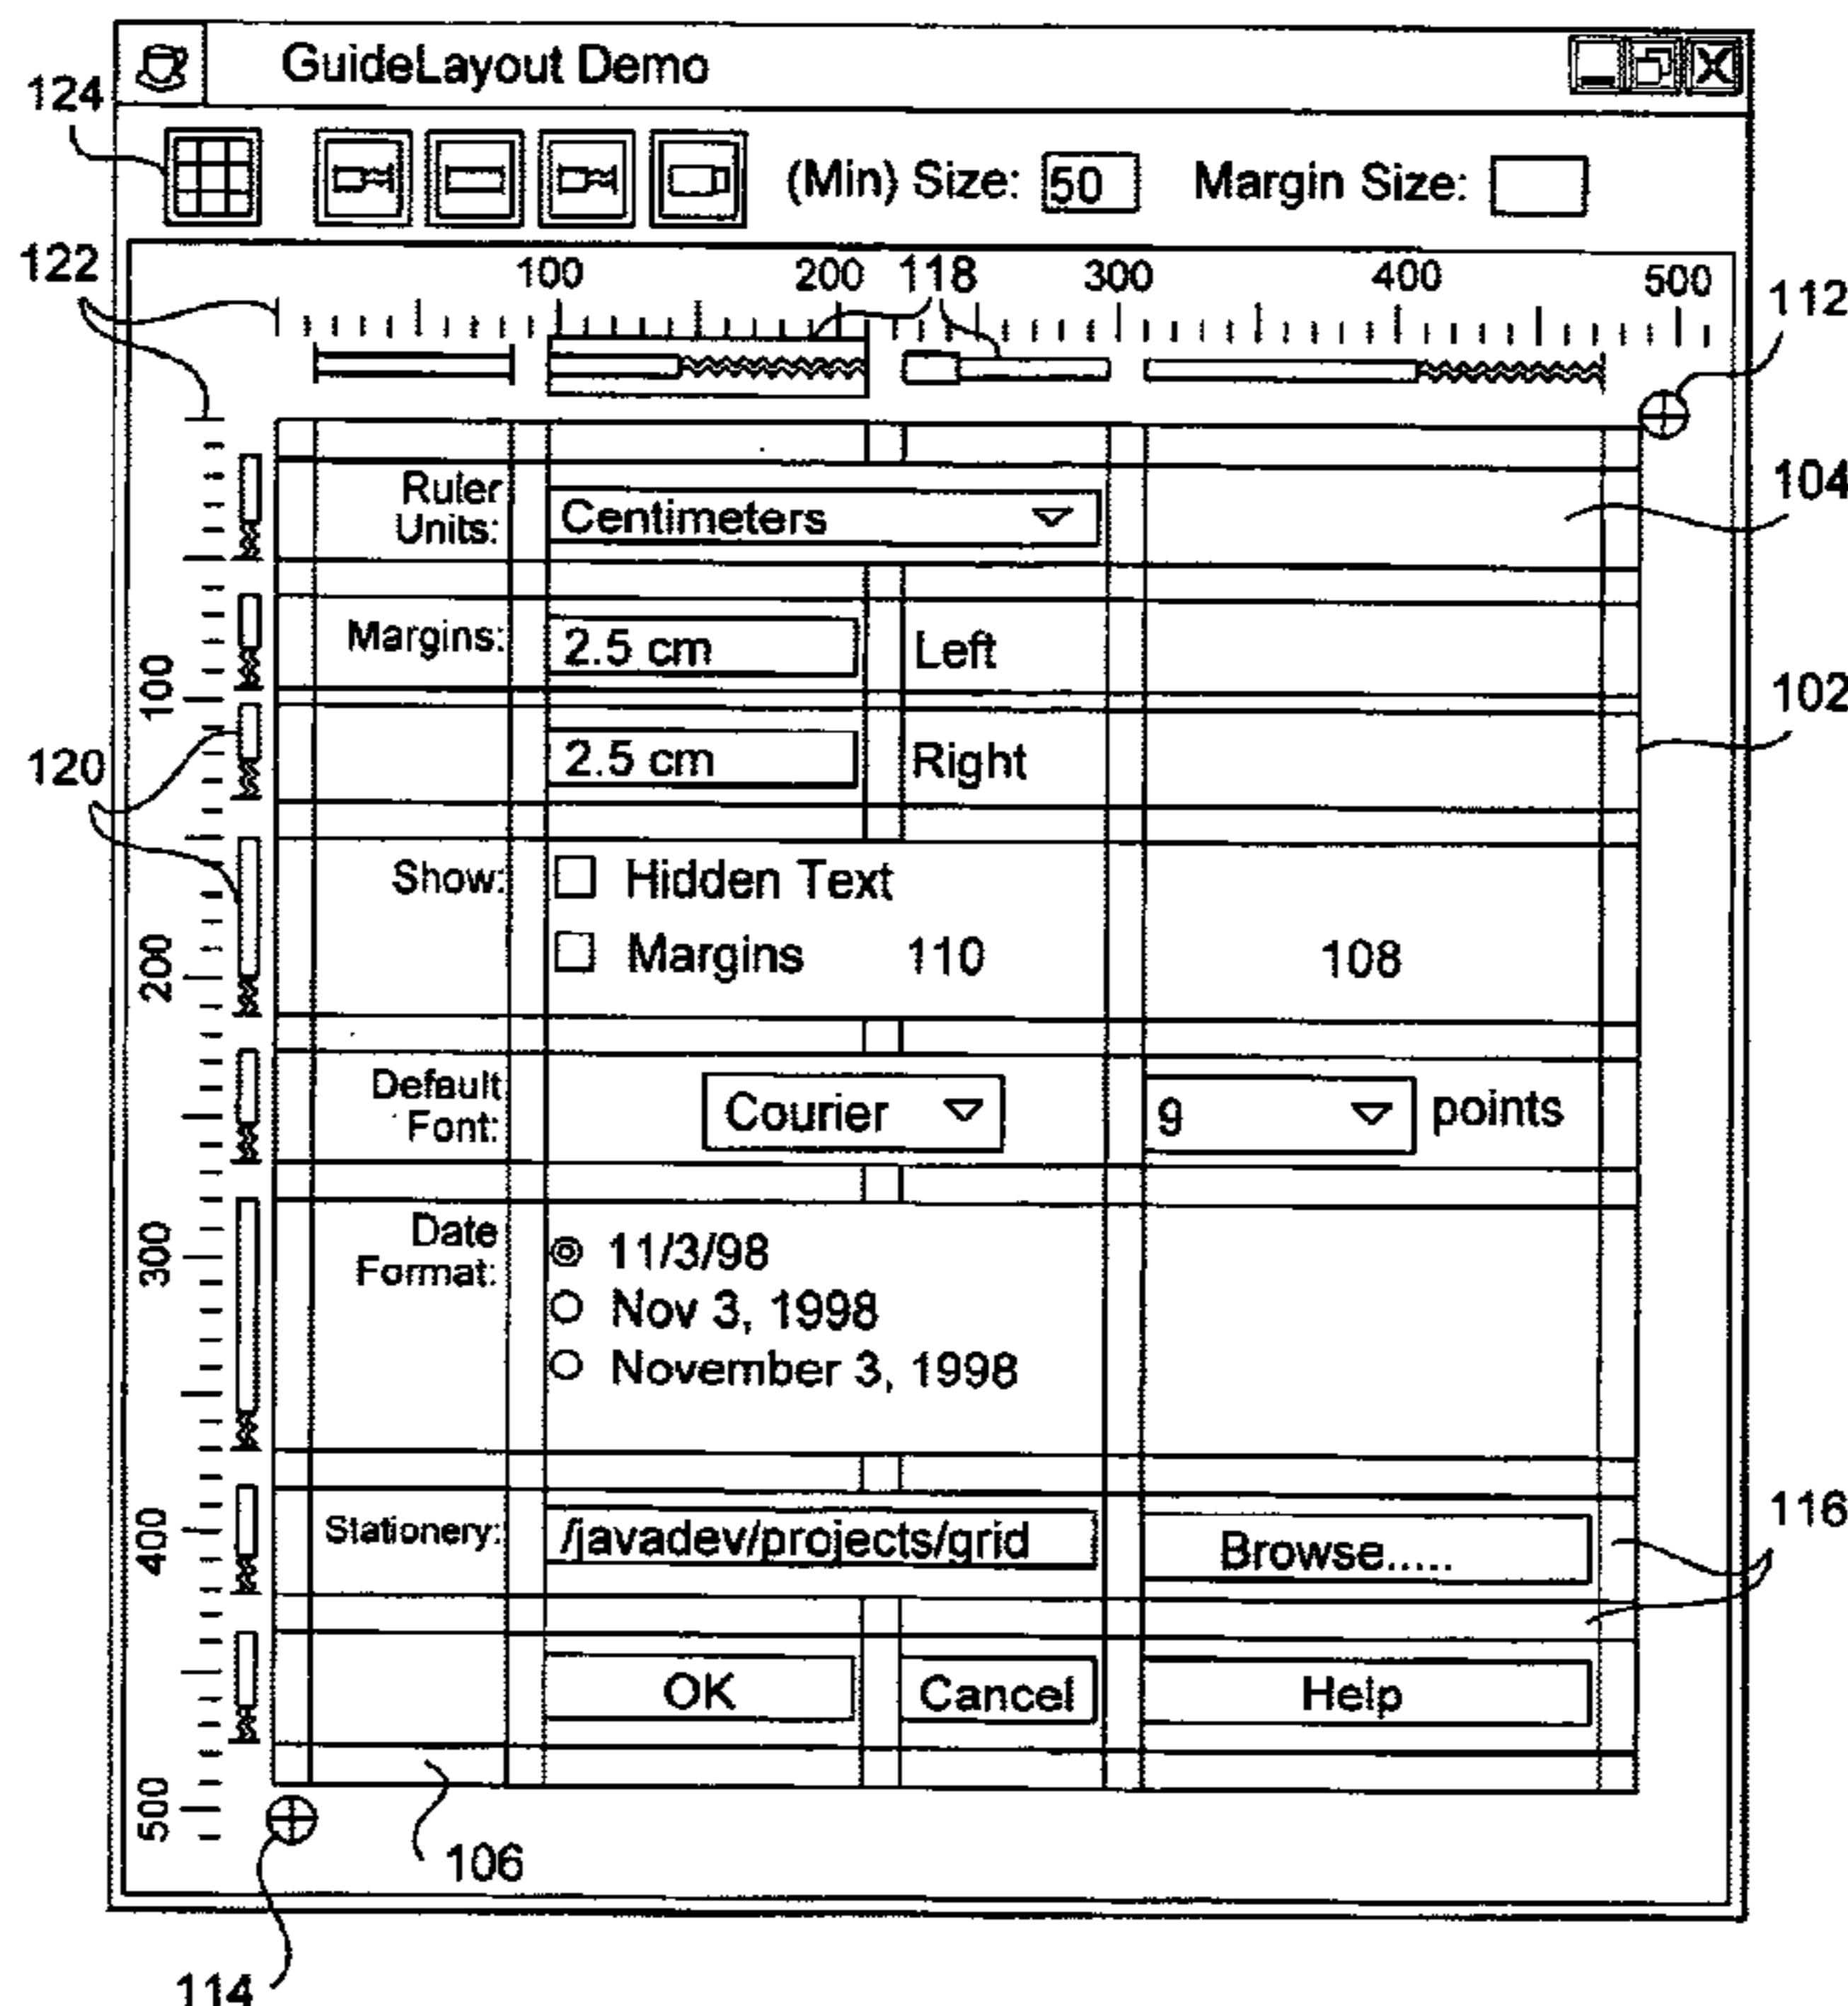 GuideLayout Demo
124
(Min) Size: 50 Margin Size:
122
100 200 118 300 400 500
112
104
Ruler
Units:
Centimeters
Margins: 2.5 cm Left
100
102
2.5 cm Right
120
Show: Hidden Text
Margins 110 108
200
Default
Font:
Courier 9 points
Date
Format:
11/3/98
Nov 3, 1998
November 3, 1998
300
116
Stationery: /javadev/projects/grid Browse.....
400
OK Cancel Help
500
106
114